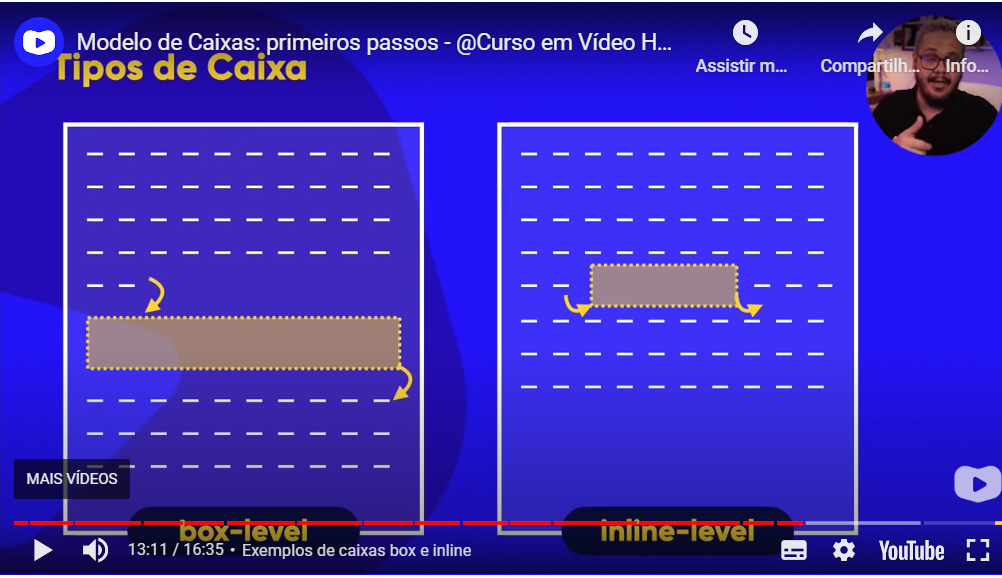 Modelo de Caixas: primeiros passos - @Curso em Vídeo H...
Assistir m...
Compartilh...
Info...
Tipos de Caixa
MAIS VÍDEOS
box-level
inline-level
13:11 / 16:35 • Exemplos de caixas box e inline
YouTube